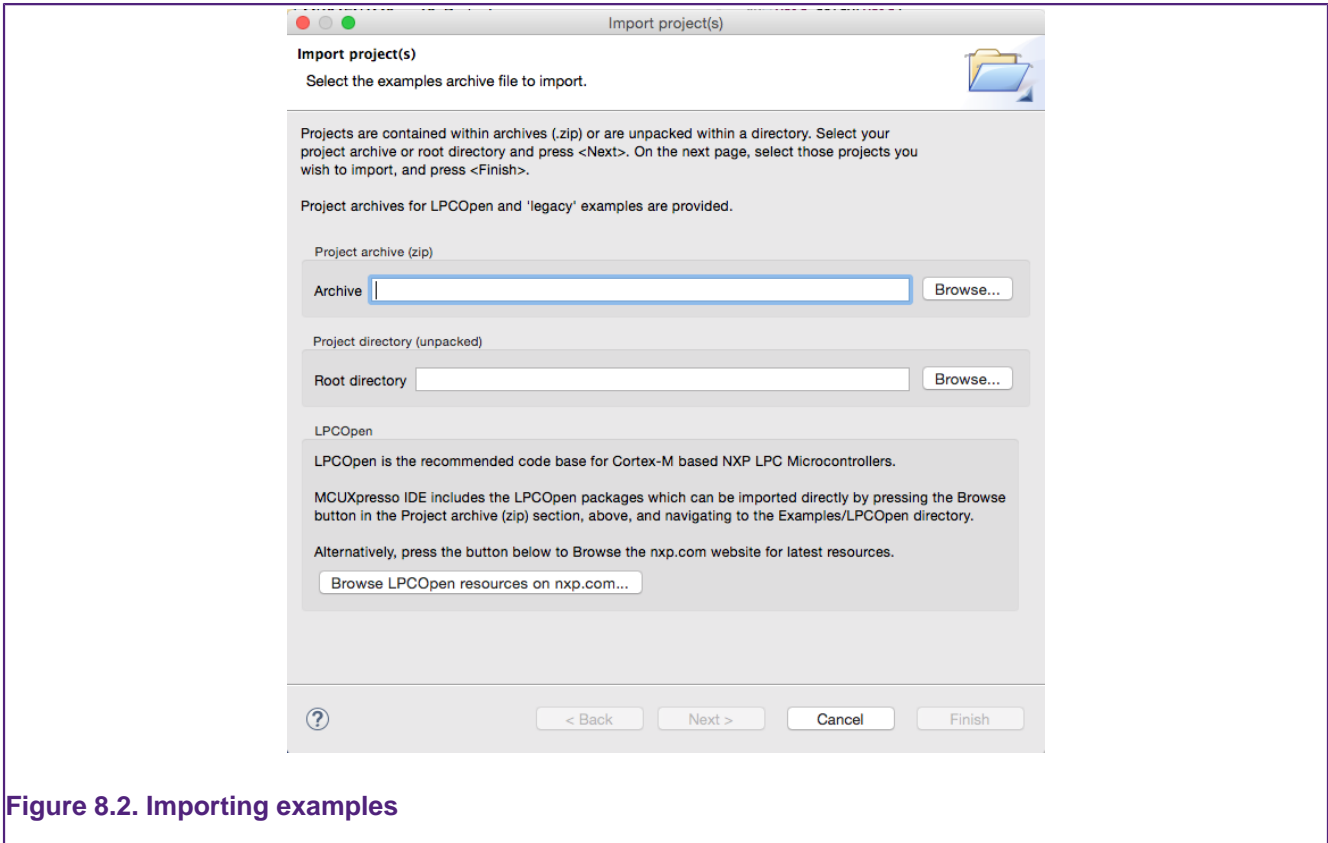 Import project(s)
Import project(s)
Select the examples archive file to import.
Projects are contained within archives (.zip) or are unpacked within a directory. Select your
project archive or root directory and press <Next>. On the next page, select those projects you
wish to import, and press <Finish>.
Project archives for LPCOpen and 'legacy' examples are provided.
Project archive (zip)
Archive
Browse...
Project directory (unpacked)
Root directory
Browse...
LPCOpen
LPCOpen is the recommended code base for Cortex-M based NXP LPC Microcontrollers.
MCUXpresso IDE includes the LPCOpen packages which can be imported directly by pressing the Browse
button in the Project archive (zip) section, above, and navigating to the Examples/LPCOpen directory.
Alternatively, press the button below to Browse the nxp.com website for latest resources.
Browse LPCOpen resources on nxp.com...
?
< Back
Next >
Cancel
Finish
Figure 8.2. Importing examples